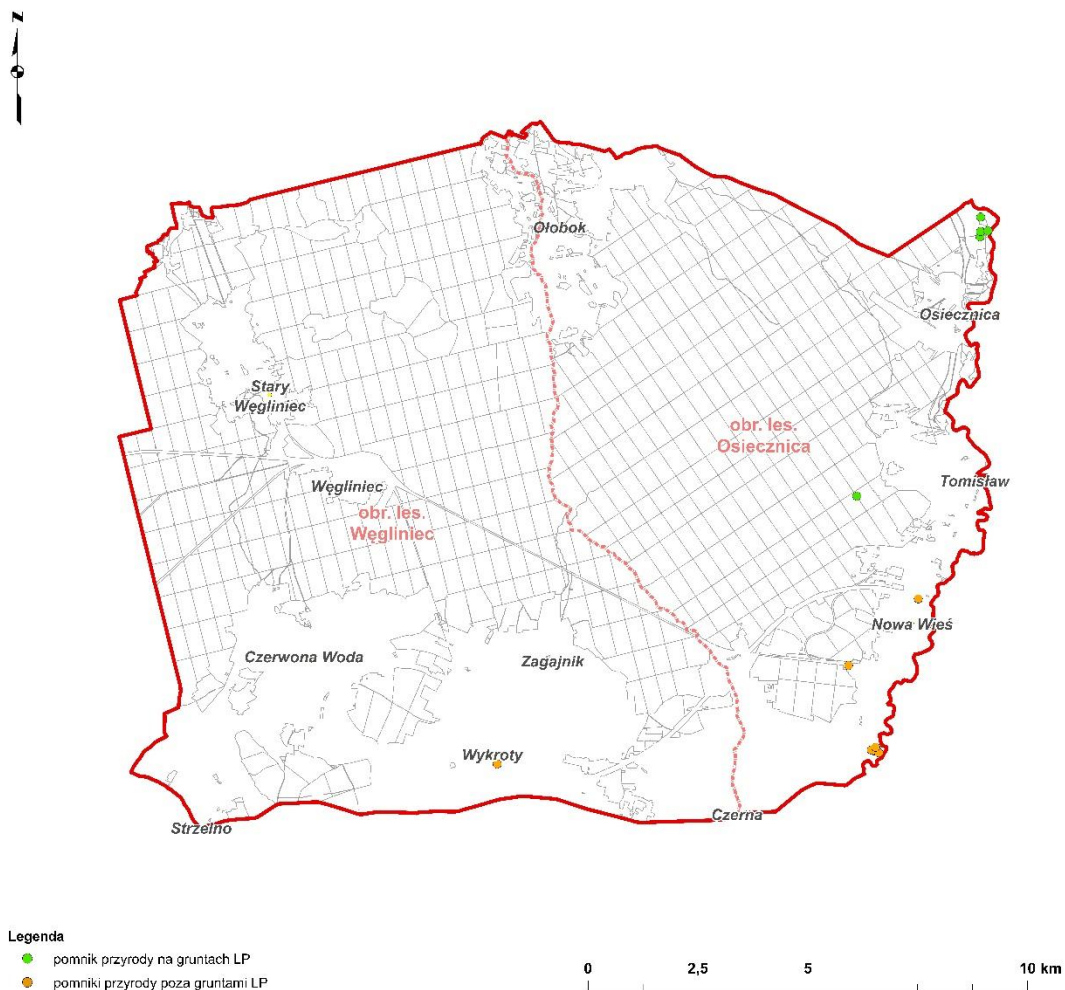 N
Ołobok
Osiecznica
Stary
Węgliniec
obr. les.
Osiecznica
Węgliniec
Tomisław
obr. les.
Węgliniec
Nowa Wieś
Czerwona Woda
Zagajnik
Wykroty
Czerna
Strzelno
Legenda
pomnik przyrody na gruntach LP
pomniki przyrody poza gruntami LP
0 2,5 5 10 km